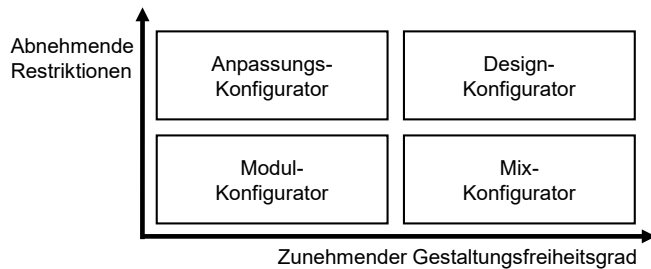 Abnehmende
Restriktionen
Anpassungs-
Konfigurator
Design-
Konfigurator
Modul-
Konfigurator
Mix-
Konfigurator
Zunehmender Gestaltungsfreiheitsgrad